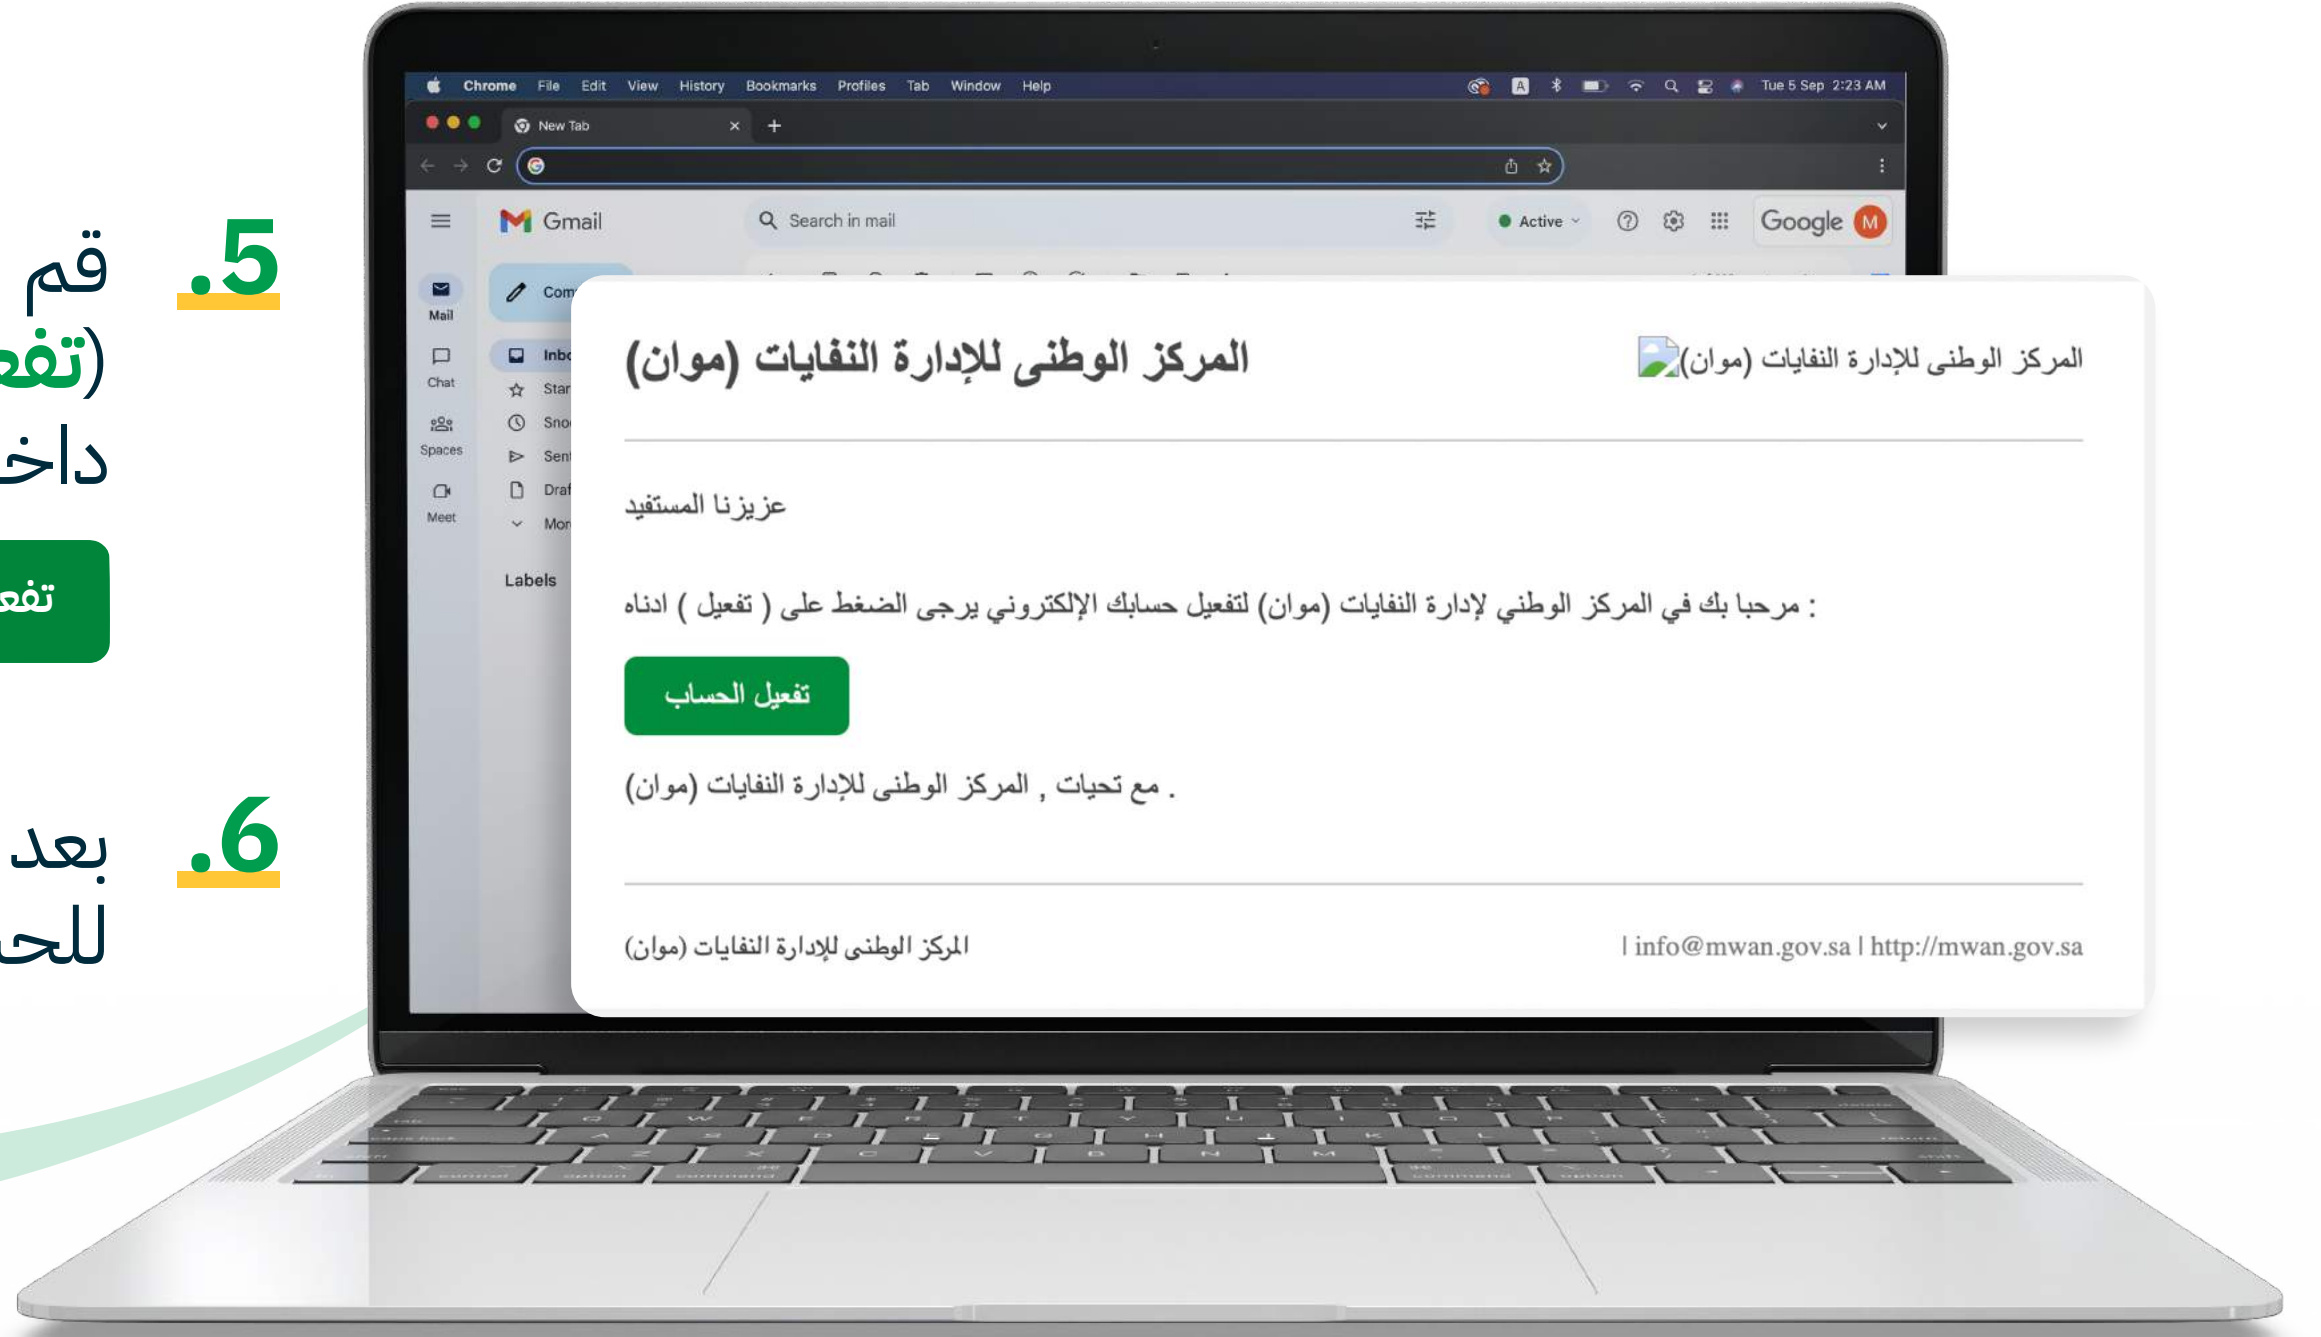 Chrome File Edit View History Bookmarks Profiles Tab Window Help
Tue 5 Sep 2:23 AM
New Tab
Gmail
Search in mail
Active
Google
M
Mail
Chat
Spaces
Meet
Labels
المركز الوطنى للإدارة النفايات (موان)
المركز الوطنى للإدارة النفايات (موان)
عزيزنا المستفيد
مرحبا بك في المركز الوطني لإدارة النفايات (موان) لتفعيل حسابك الإلكتروني يرجى الضغط على ( تفعيل ) ادناه :
تفعيل الحساب
مع تحيات , المركز الوطنى للإدارة النفايات (موان) .
المركز الوطنى للإدارة النفايات (موان)
| info@mwan.gov.sa | http://mwan.gov.sa
5. قم
6. بعد